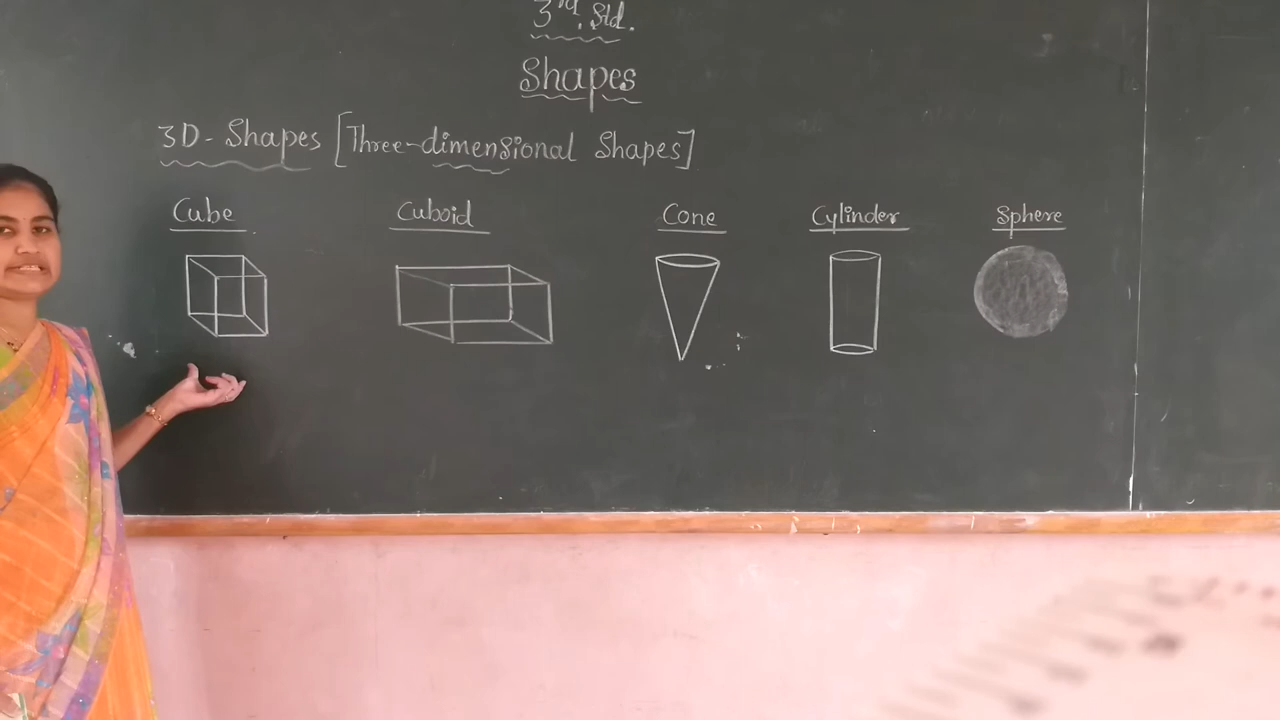 3rd. Std.
Shapes
3D- Shapes [Three-dimensional Shapes]
Cube Cuboid Cone Cylinder Sphere